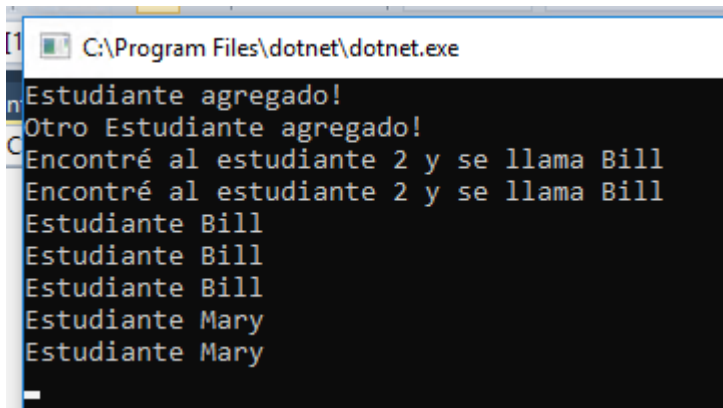 C:\Program Files\dotnet\dotnet.exe
Estudiante agregado!
Otro Estudiante agregado!
Encontré al estudiante 2 y se llama Bill
Encontré al estudiante 2 y se llama Bill
Estudiante Bill
Estudiante Bill
Estudiante Bill
Estudiante Mary
Estudiante Mary